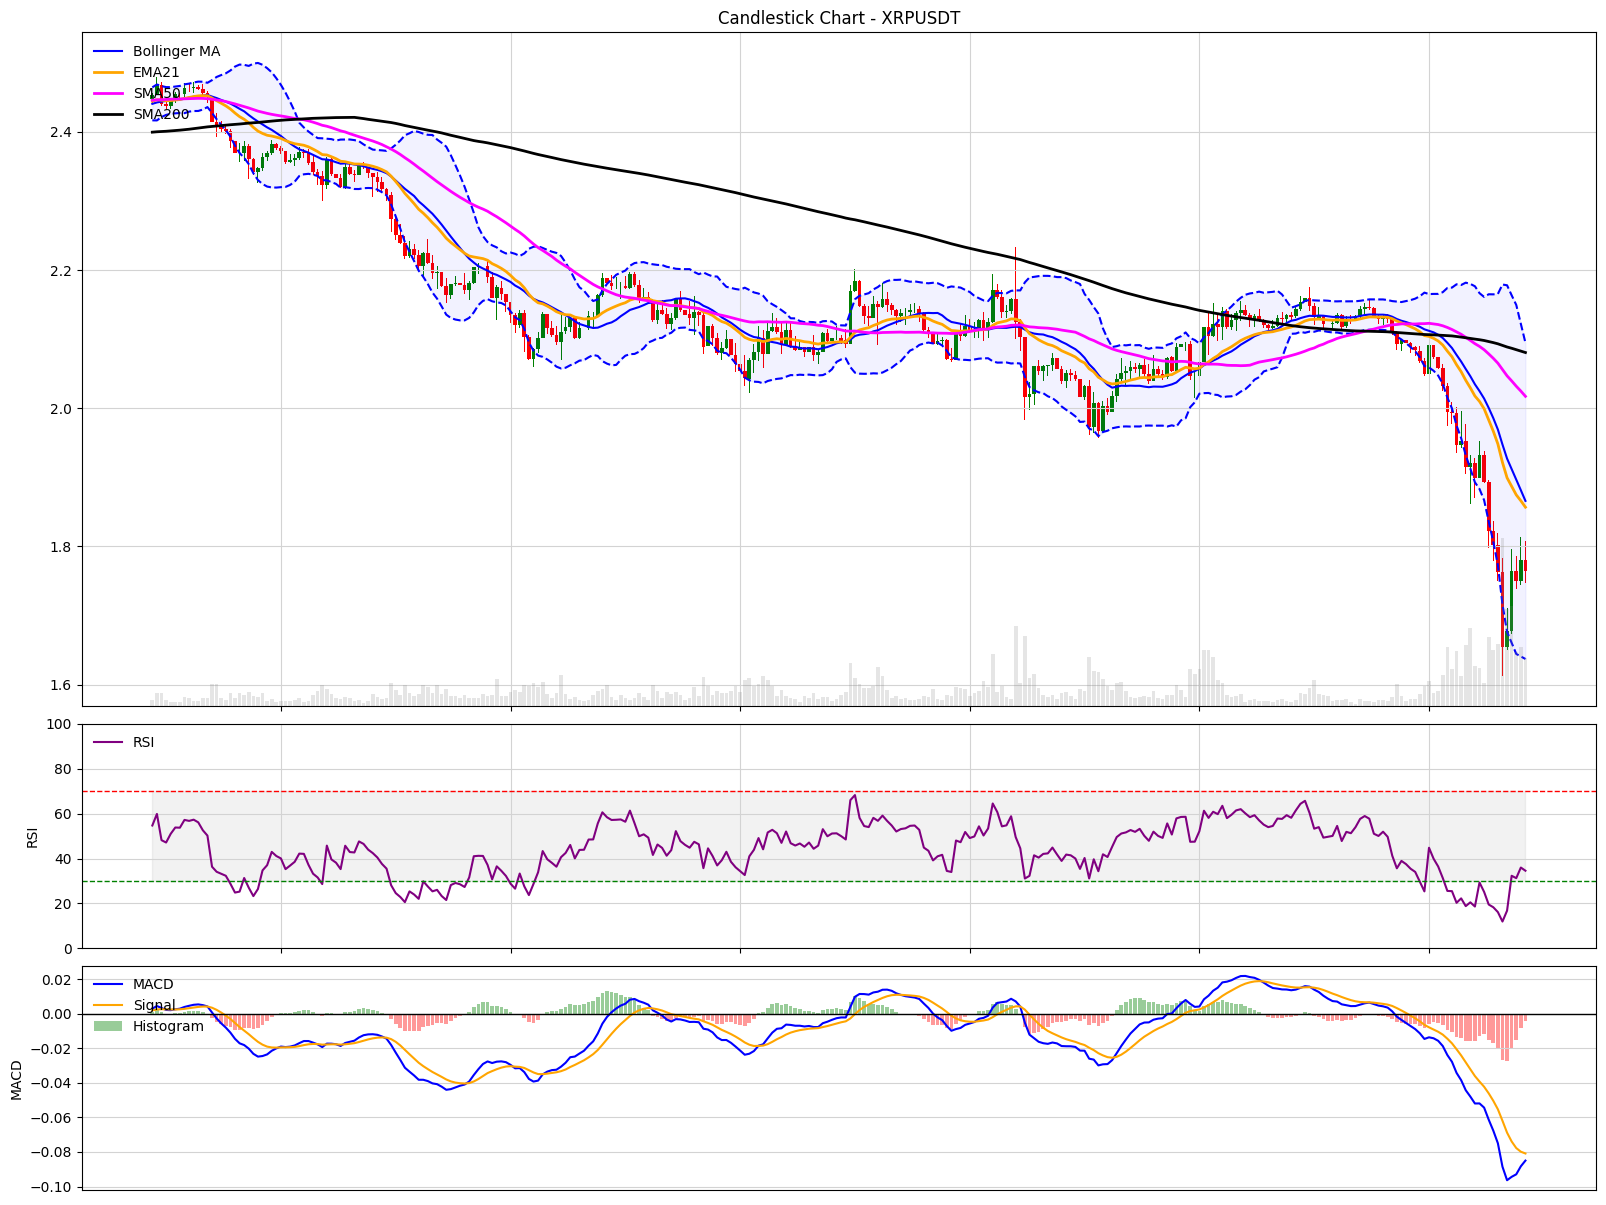 Candlestick Chart - XRPUSDT
Bollinger MA
EMA21
SMA50
SMA200
2.4
2.2
2.0
1.8
1.6
RSI
100
80
60
40
20
0
RSI
MACD
Signal
Histogram
0.02
0.00
−0.02
−0.04
−0.06
−0.08
−0.10
MACD